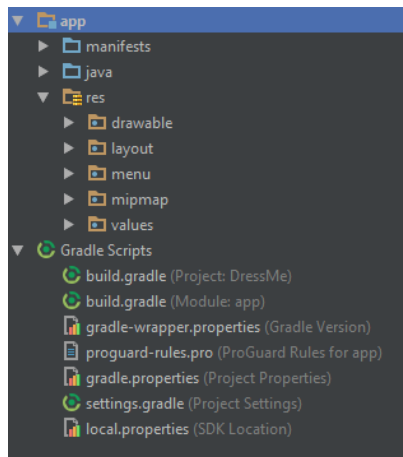 app
manifests
java
res
drawable
layout
menu
mipmap
values
Gradle Scripts
build.gradle (Project: DressMe)
build.gradle (Module: app)
gradle-wrapper.properties (Gradle Version)
proguard-rules.pro (ProGuard Rules for app)
gradle.properties (Project Properties)
settings.gradle (Project Settings)
local.properties (SDK Location)